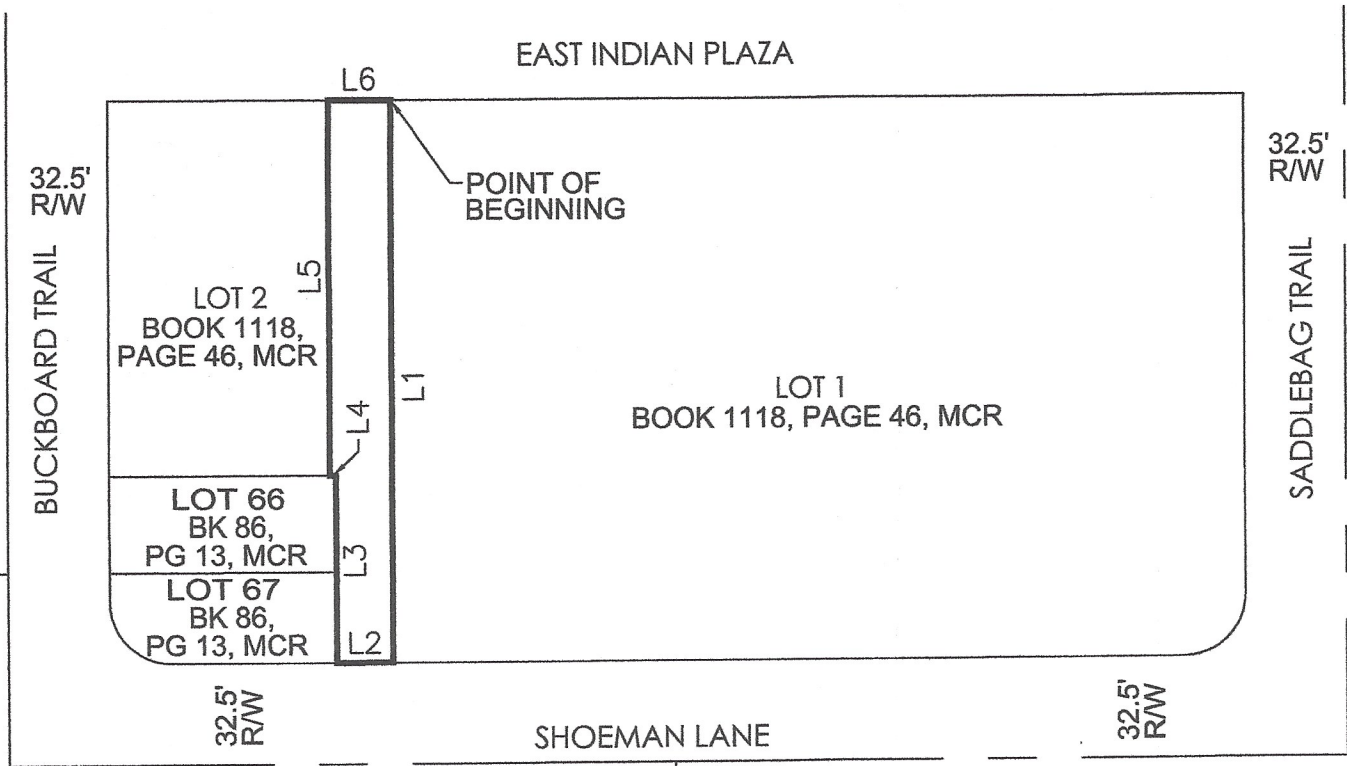 EAST INDIAN PLAZA
L6
32.5'
R/W
32.5'
R/W
POINT OF
BEGINNING
BUCKBOARD TRAIL
L5
LOT 2
BOOK 1118,
PAGE 46, MCR
L1
LOT 1
BOOK 1118, PAGE 46, MCR
SADDLEBAG TRAIL
L4
LOT 66
BK 86,
PG 13, MCR
L3
LOT 67
BK 86,
PG 13, MCR
L2
32.5'
R/W
32.5'
R/W
SHOEMAN LANE